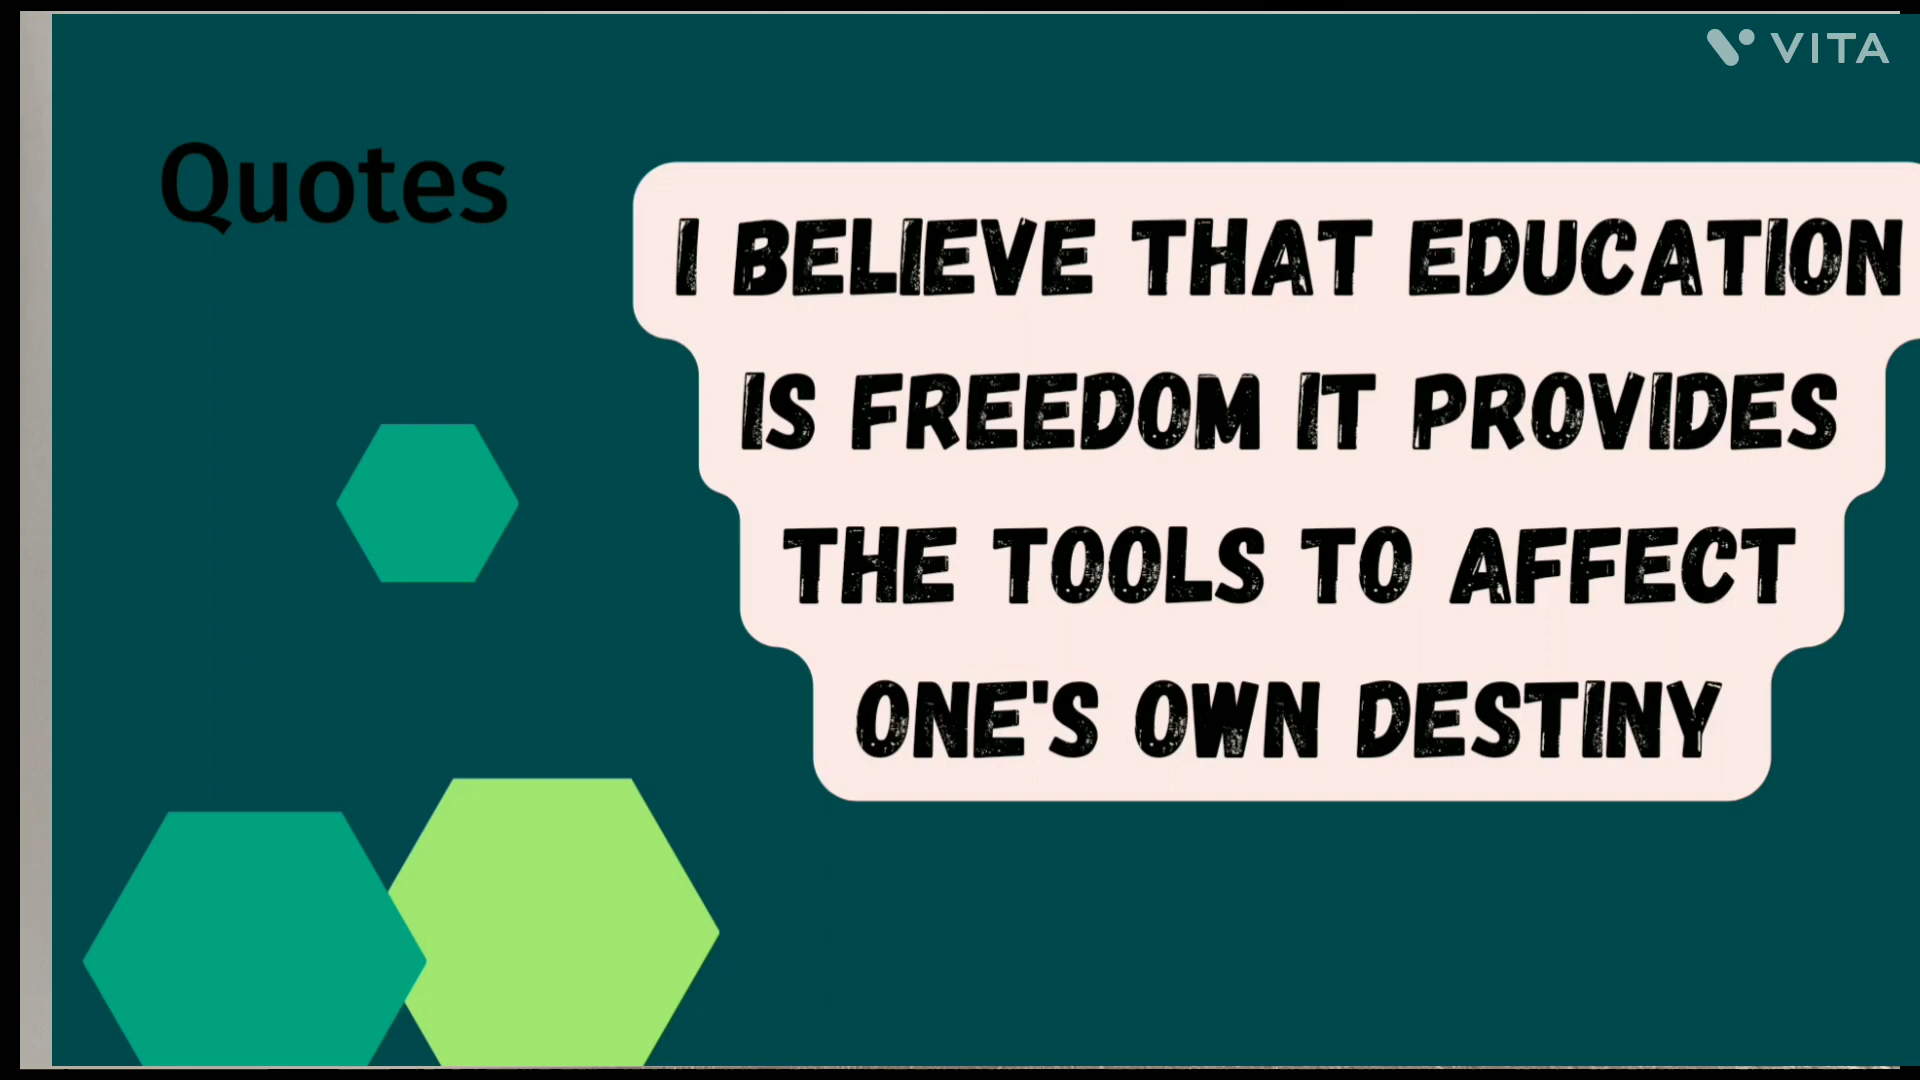 VITA
Quotes
I BELIEVE THAT EDUCATION
IS FREEDOM IT PROVIDES
THE TOOLS TO AFFECT
ONE'S OWN DESTINY